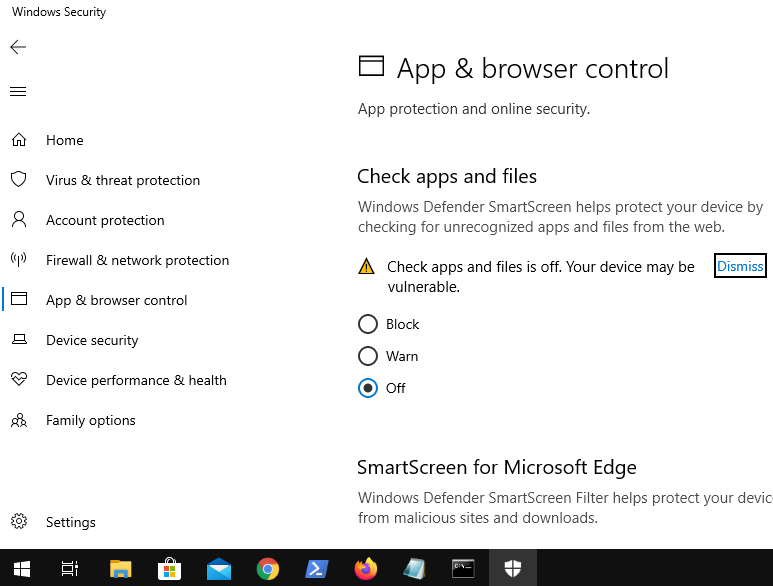 Windows Security
App & browser control
App protection and online security.
Home
Virus & threat protection
Account protection
Firewall & network protection
App & browser control
Device security
Device performance & health
Family options
Settings
Check apps and files
Windows Defender SmartScreen helps protect your device by
checking for unrecognized apps and files from the web.
Check apps and files is off. Your device may be
vulnerable.
Dismiss
Block
Warn
Off
SmartScreen for Microsoft Edge
Windows Defender SmartScreen Filter helps protect your devic
from malicious sites and downloads.